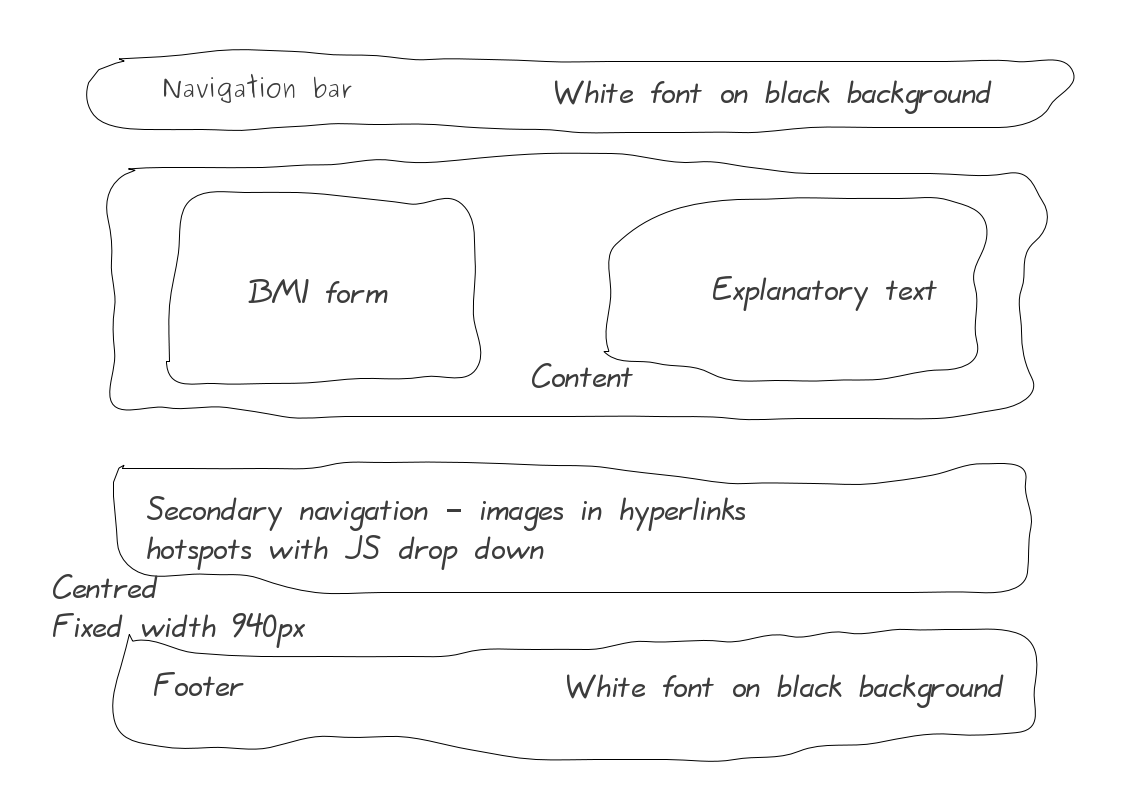 Navigation bar
White font on black background
BMI form
Explanatory text
Content
Secondary navigation – images in hyperlinks
hotspots with JS drop down
Centred
Fixed width 940px
Footer
White font on black background